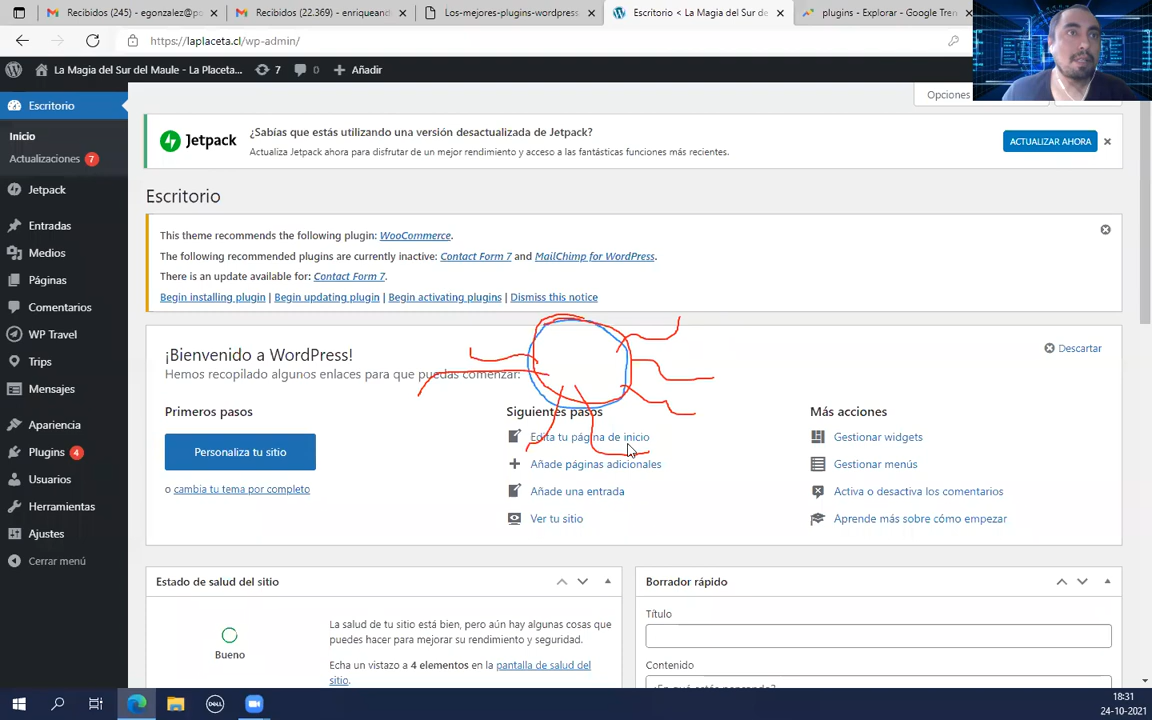 Recibidos (245) - egonzalez@po
Recibidos (22.369) - enriqueand
Los-mejores-plugins-wordpress
Escritorio < La Magia del Sur de
plugins - Explorar - Google Tren
https://laplaceta.cl/wp-admin/
La Magia del Sur del Maule - La Placeta...
7
0
Añadir
Opciones
Escritorio
Inicio
Actualizaciones 7
Jetpack
Entradas
Medios
Páginas
Comentarios
WP Travel
Trips
Mensajes
Apariencia
Plugins 4
Usuarios
Herramientas
Ajustes
Cerrar menú
Jetpack
¿Sabías que estás utilizando una versión desactualizada de Jetpack?
Actualiza Jetpack ahora para disfrutar de un mejor rendimiento y acceso a las fantásticas funciones más recientes.
ACTUALIZAR AHORA
Escritorio
This theme recommends the following plugin: WooCommerce.
The following recommended plugins are currently inactive: Contact Form 7 and MailChimp for WordPress.
There is an update available for: Contact Form 7.
Begin installing plugin | Begin updating plugin | Begin activating plugins | Dismiss this notice
¡Bienvenido a WordPress!
Descartar
Hemos recopilado algunos enlaces para que puedas comenzar:
Primeros pasos
Personaliza tu sitio
o cambia tu tema por completo
Siguientes pasos
Edita tu página de inicio
Añade páginas adicionales
Añade una entrada
Ver tu sitio
Más acciones
Gestionar widgets
Gestionar menús
Activa o desactiva los comentarios
Aprende más sobre cómo empezar
Estado de salud del sitio
Bueno
La salud de tu sitio está bien, pero aún hay algunas cosas que
puedes hacer para mejorar su rendimiento y seguridad.
Echa un vistazo a 4 elementos en la pantalla de salud del
sitio.
Borrador rápido
Título
Contenido
¿En qué estás pensando?
DELL
18:31
24-10-2021